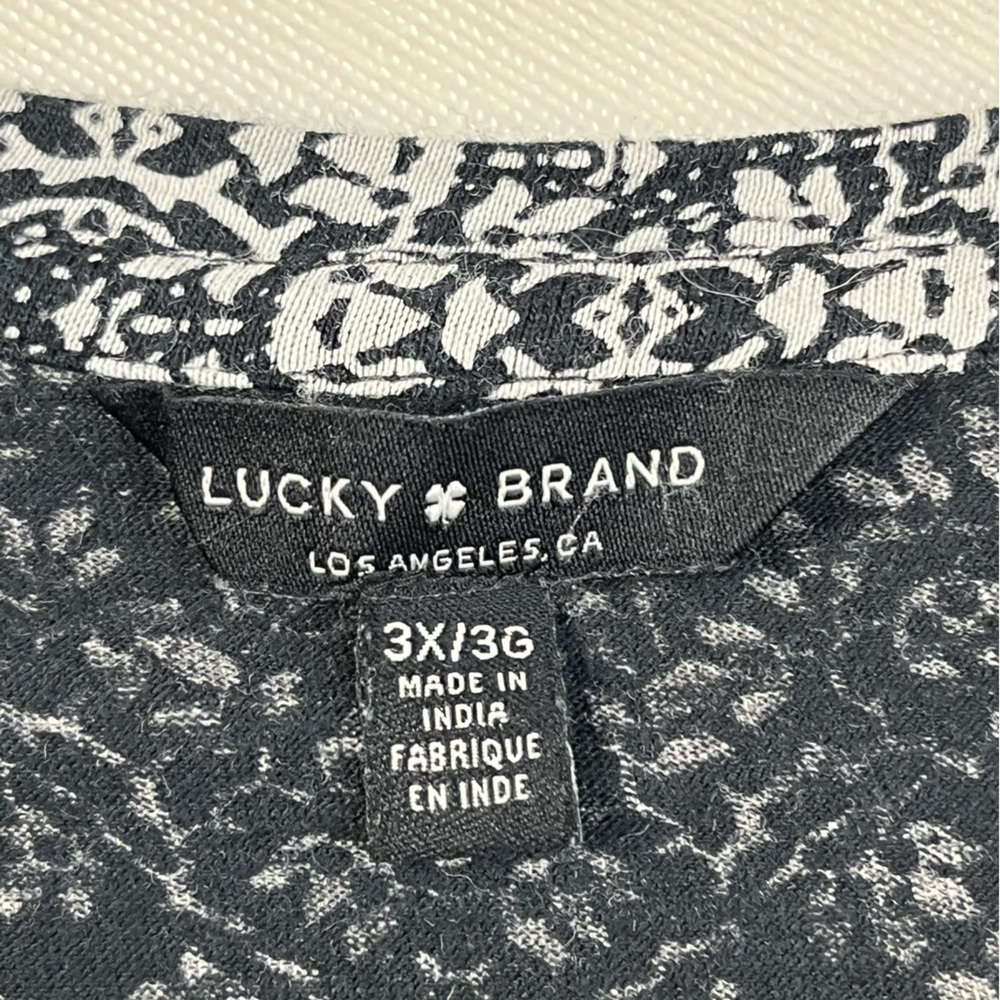 LUCKY BRAND
LOS ANGELES, CA
3X/3G
MADE IN
INDIA
FABRIQUE
EN INDE